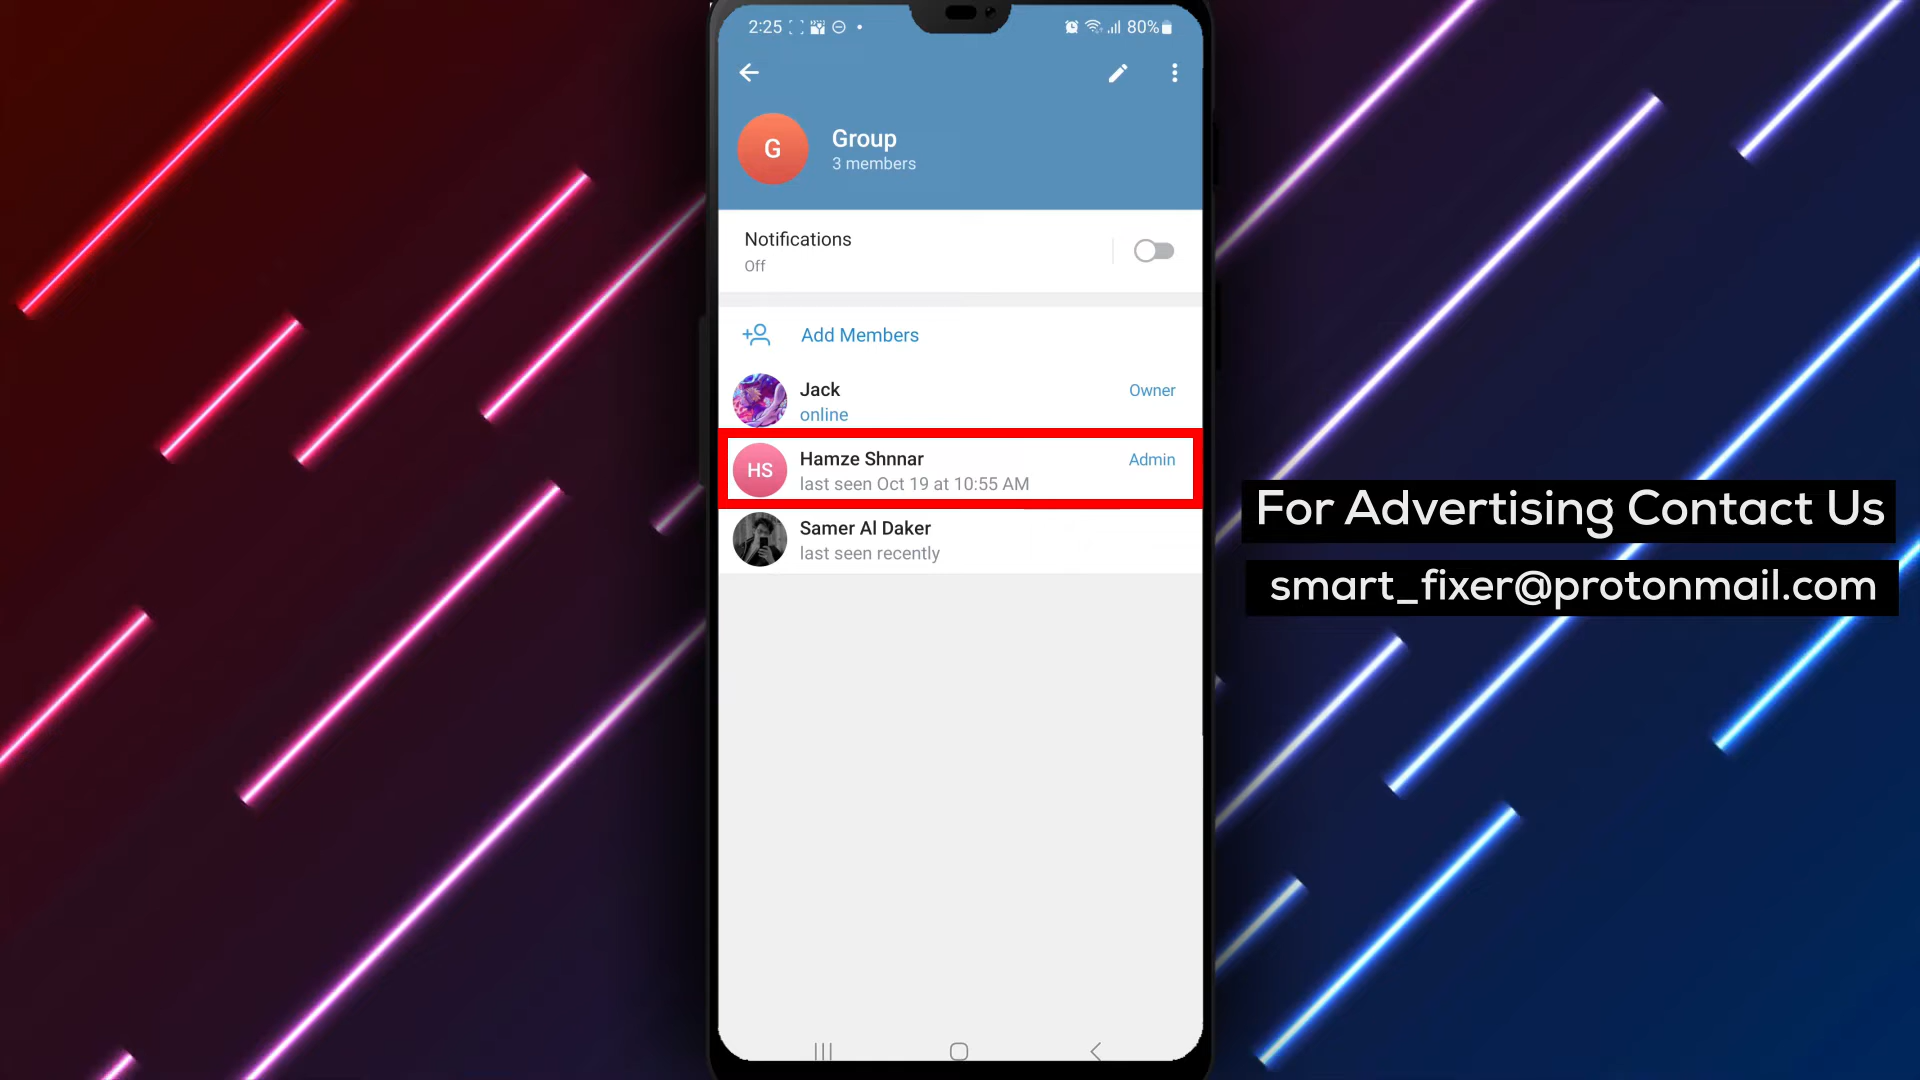 2:25
80%
G
Group
3 members
Notifications
Off
Add Members
Jack
Owner
online
HS
Hamze Shnnar
Admin
last seen Oct 19 at 10:55 AM
Samer Al Daker
last seen recently
For Advertising Contact Us
smart_fixer@protonmail.com